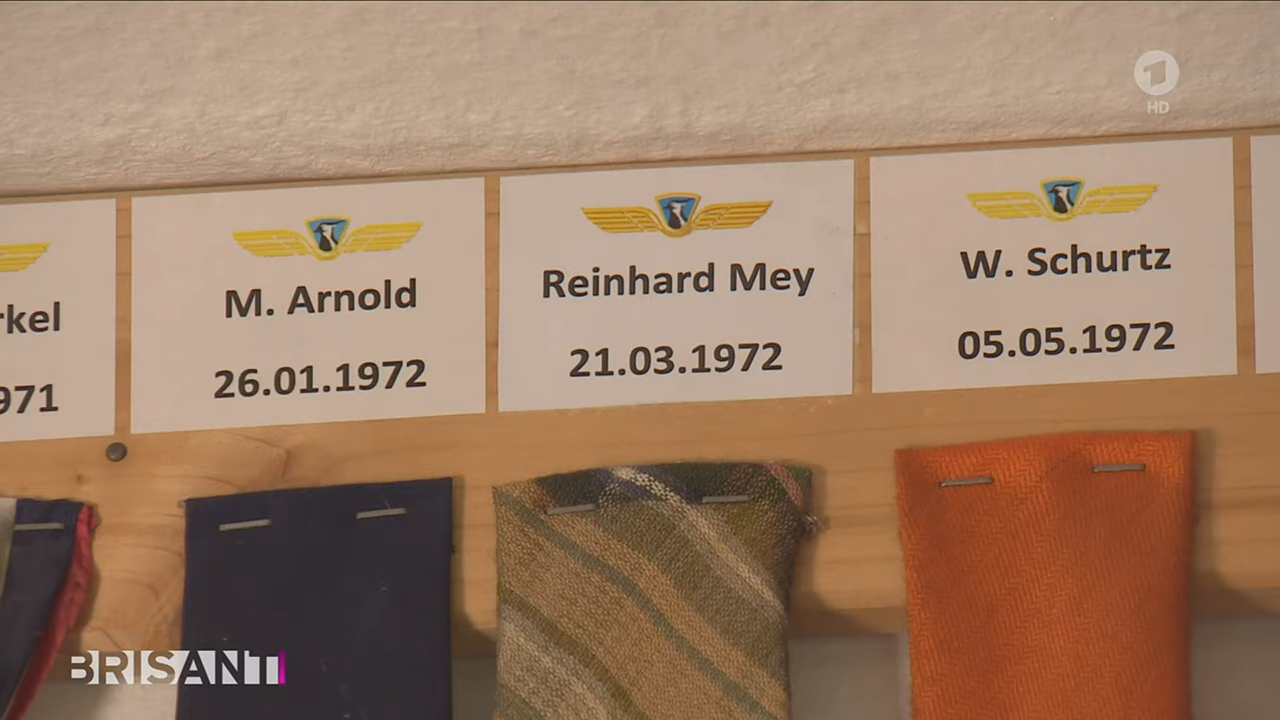 1
HD
rkel
971
M. Arnold
26.01.1972
Reinhard Mey
21.03.1972
W. Schurtz
05.05.1972
BRISANT